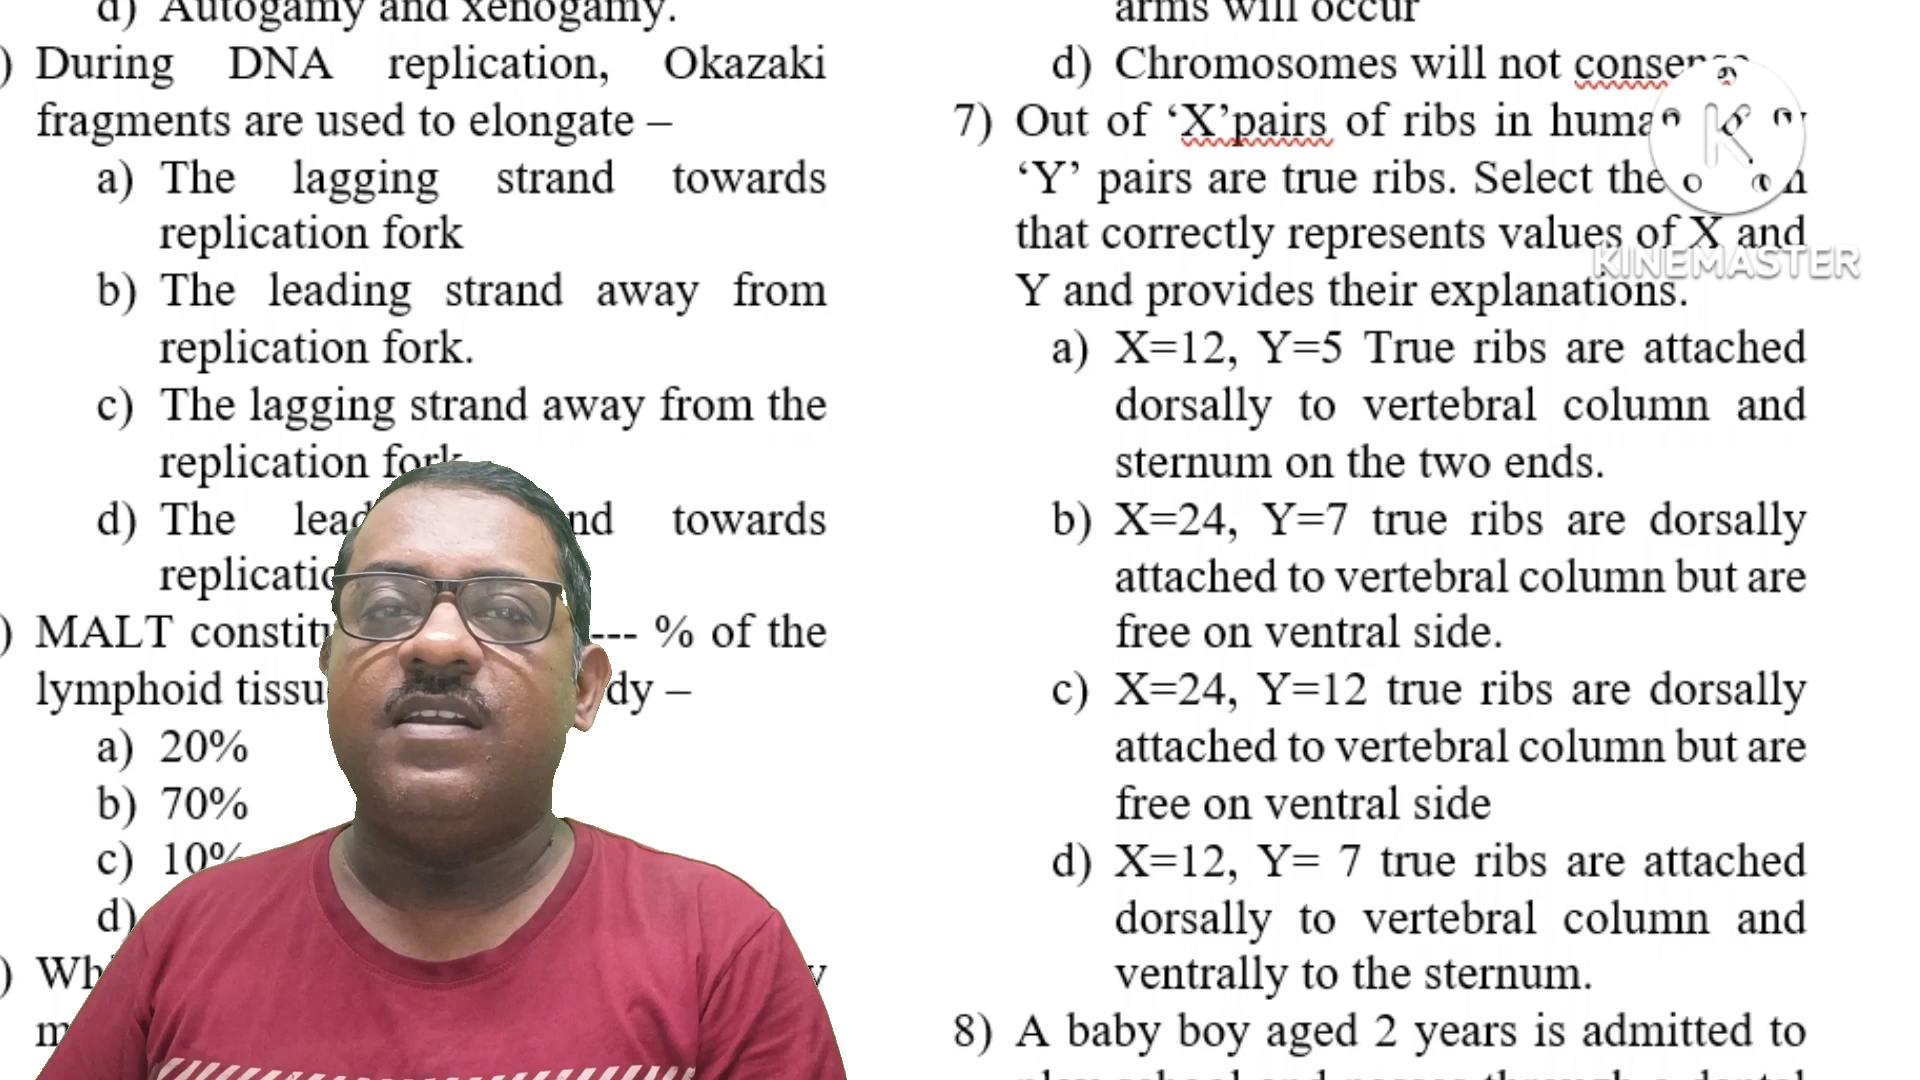 d) Autogamy and xenogamy.
) During DNA replication, Okazaki
fragments are used to elongate –
a) The lagging strand towards
replication fork
b) The leading strand away from
replication fork.
c) The lagging strand away from the
replication fork
d) The towards
) MALT --- % of the
lymphoid –
a) 20%
b) 70%
c) 10%
d)
)
arms will occur
d) Chromosomes will not
7) Out of ‘X’pairs of ribs in
‘Y’ pairs are true ribs. Select the
that correctly represents values of X and
Y and provides their explanations.
a) X=12, Y=5 True ribs are attached
dorsally to vertebral column and
sternum on the two ends.
b) X=24, Y=7 true ribs are dorsally
attached to vertebral column but are
free on ventral side.
c) X=24, Y=12 true ribs are dorsally
attached to vertebral column but are
free on ventral side
d) X=12, Y= 7 true ribs are attached
dorsally to vertebral column and
ventrally to the sternum.
8) A baby boy aged 2 years is admitted to
K
KINEMASTER